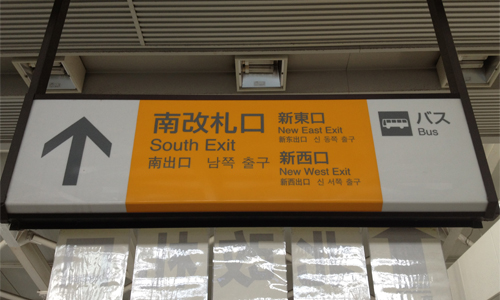 南改札口
South Exit
南出口 남쪽 출구
新東口
New East Exit
新东出口 신 동쪽 출구
新西口
New West Exit
新西出口 신 서쪽 출구
バス
Bus